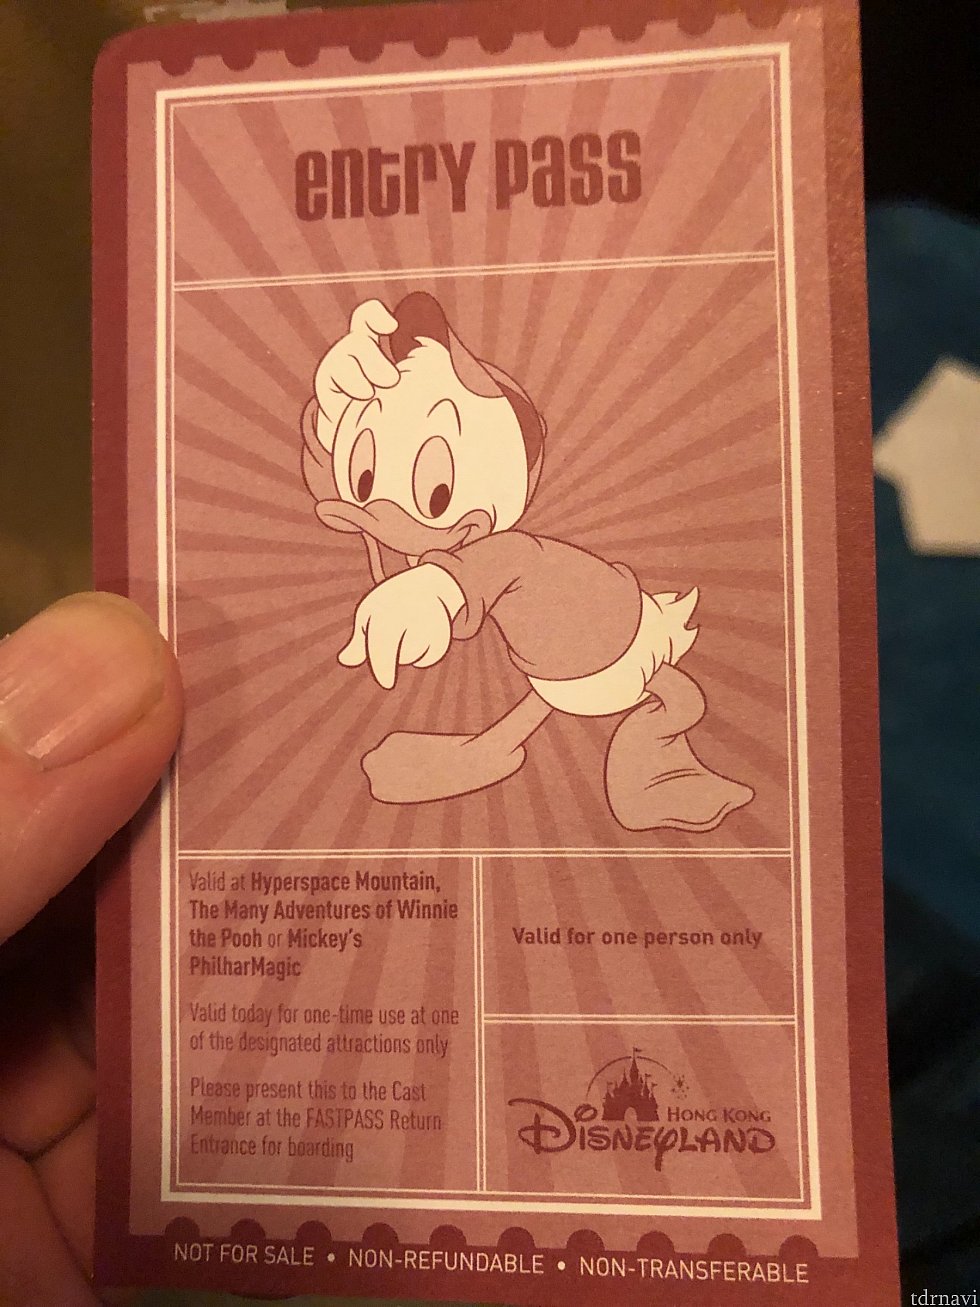 entry pass
Valid at Hyperspace Mountain,
The Many Adventures of Winnie
the Pooh or Mickey's
PhilharMagic
Valid today for one-time use at one
of the designated attractions only
Please present this to the Cast
Member at the FASTPASS Return
Entrance for boarding
Valid for one person only
HONG KONG
DISNEYLAND
NOT FOR SALE • NON-REFUNDABLE • NON-TRANSFERABLE
tdrnavi